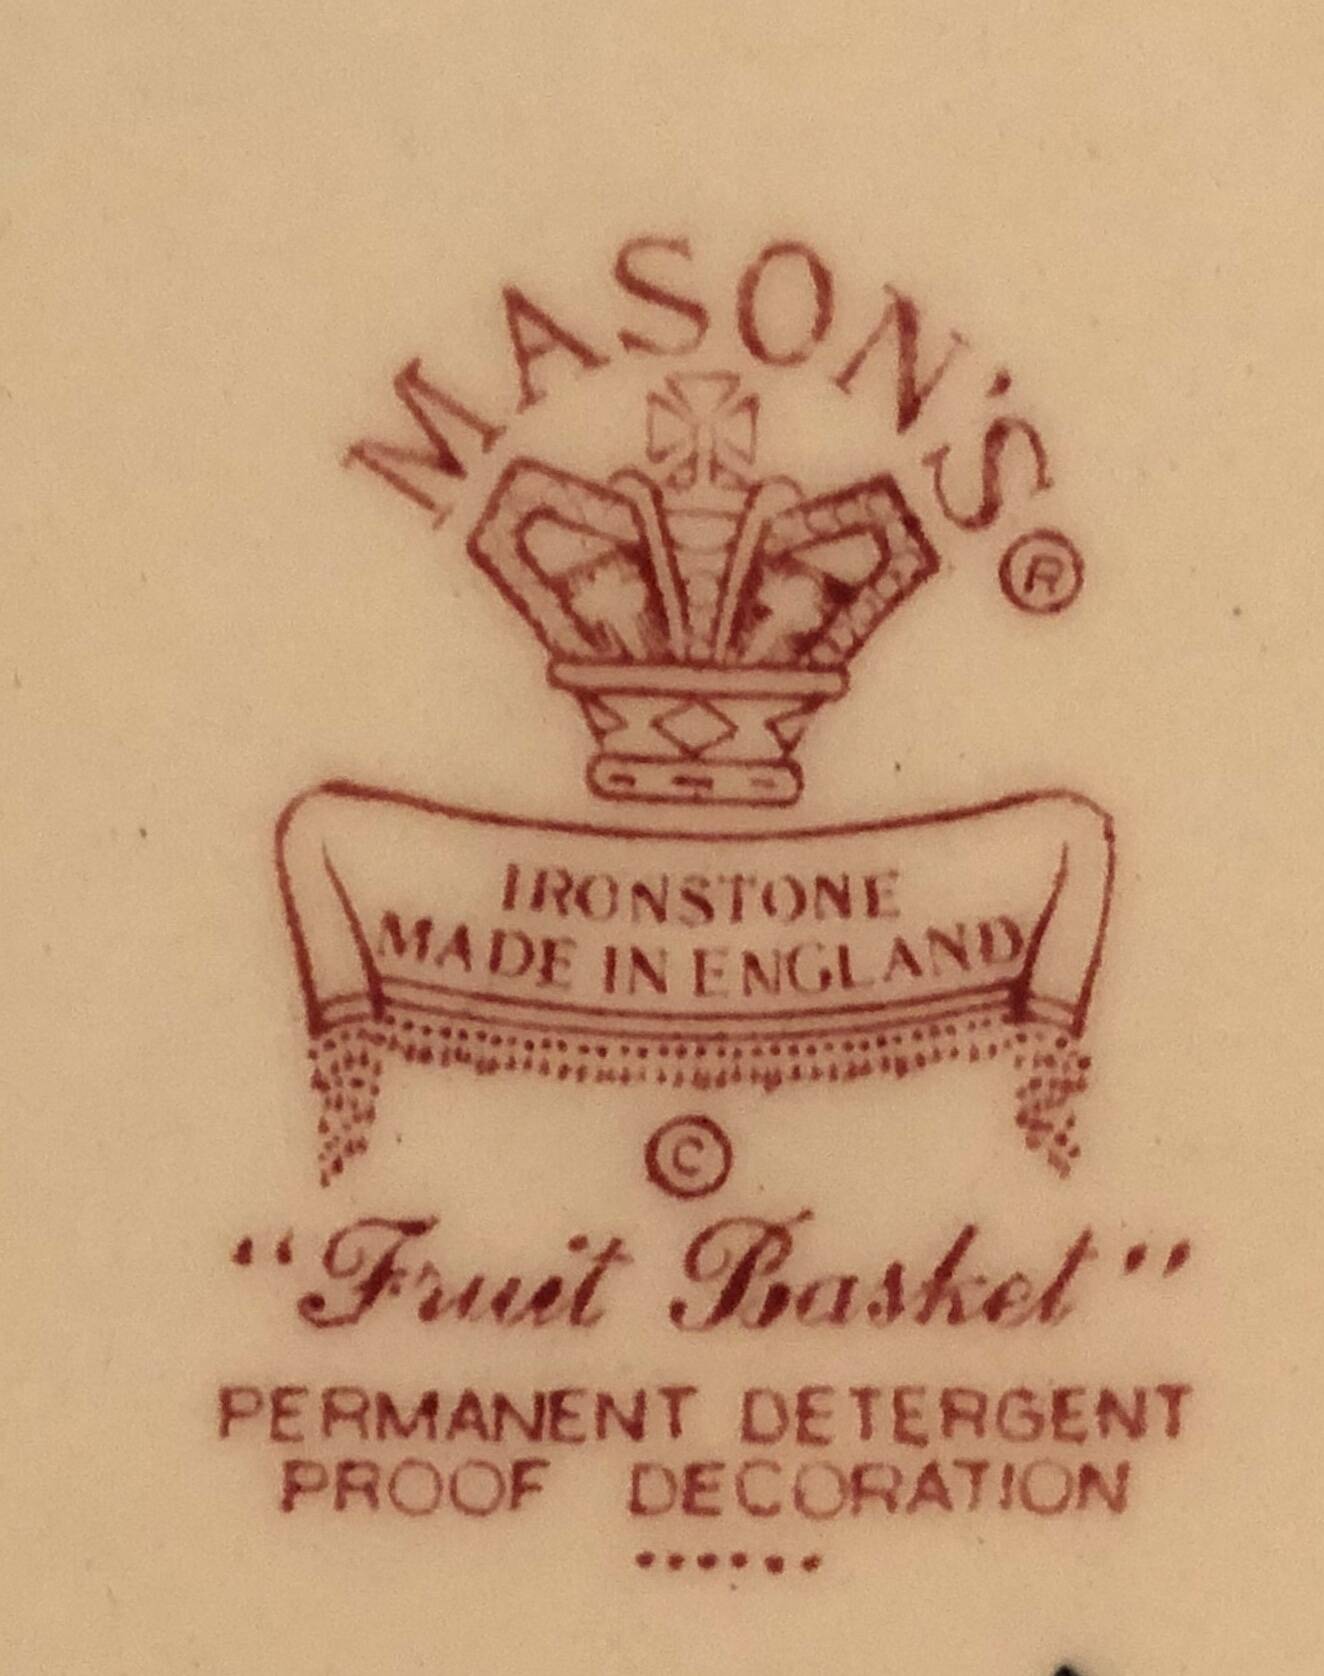 MASON'S®
IRONSTONE
MADE IN ENGLAND
©
"Fruit Basket"
PERMANENT DETERGENT
PROOF DECORATION
......